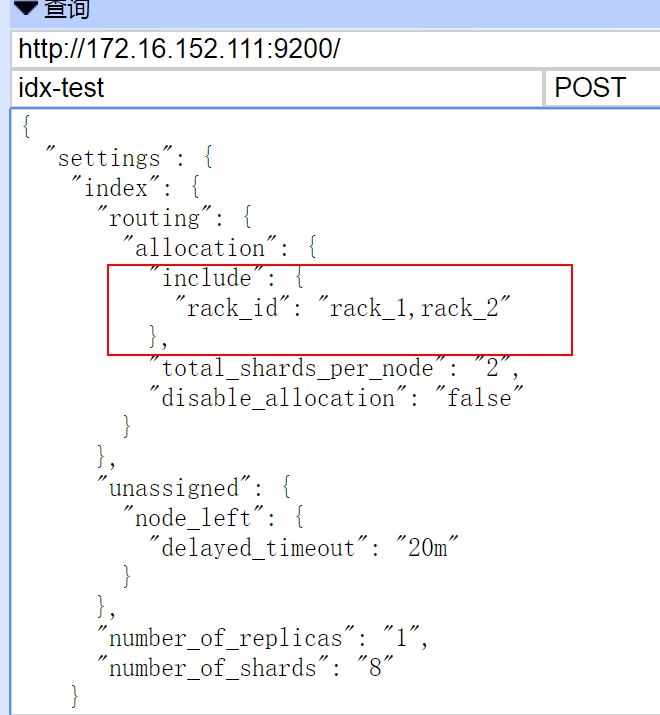 查询
http://172.16.152.111:9200/
idx-test POST
{
  "settings": {
    "index": {
      "routing": {
        "allocation": {
          "include": {
            "rack_id": "rack_1,rack_2"
          },
          "total_shards_per_node": "2",
          "disable_allocation": "false"
        }
      },
      "unassigned": {
        "node_left": {
          "delayed_timeout": "20m"
        }
      },
      "number_of_replicas": "1",
      "number_of_shards": "8"
    }